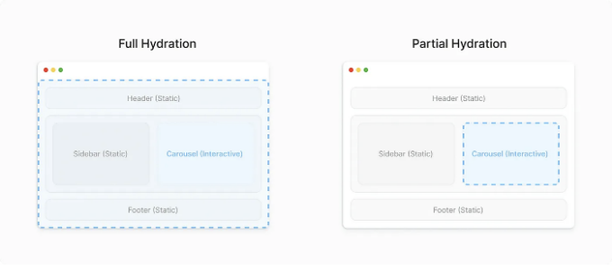 Full Hydration
Header (Static)
Sidebar (Static)
Carousel (Interactive)
Footer (Static)
Partial Hydration
Header (Static)
Sidebar (Static)
Carousel (Interactive)
Footer (Static)